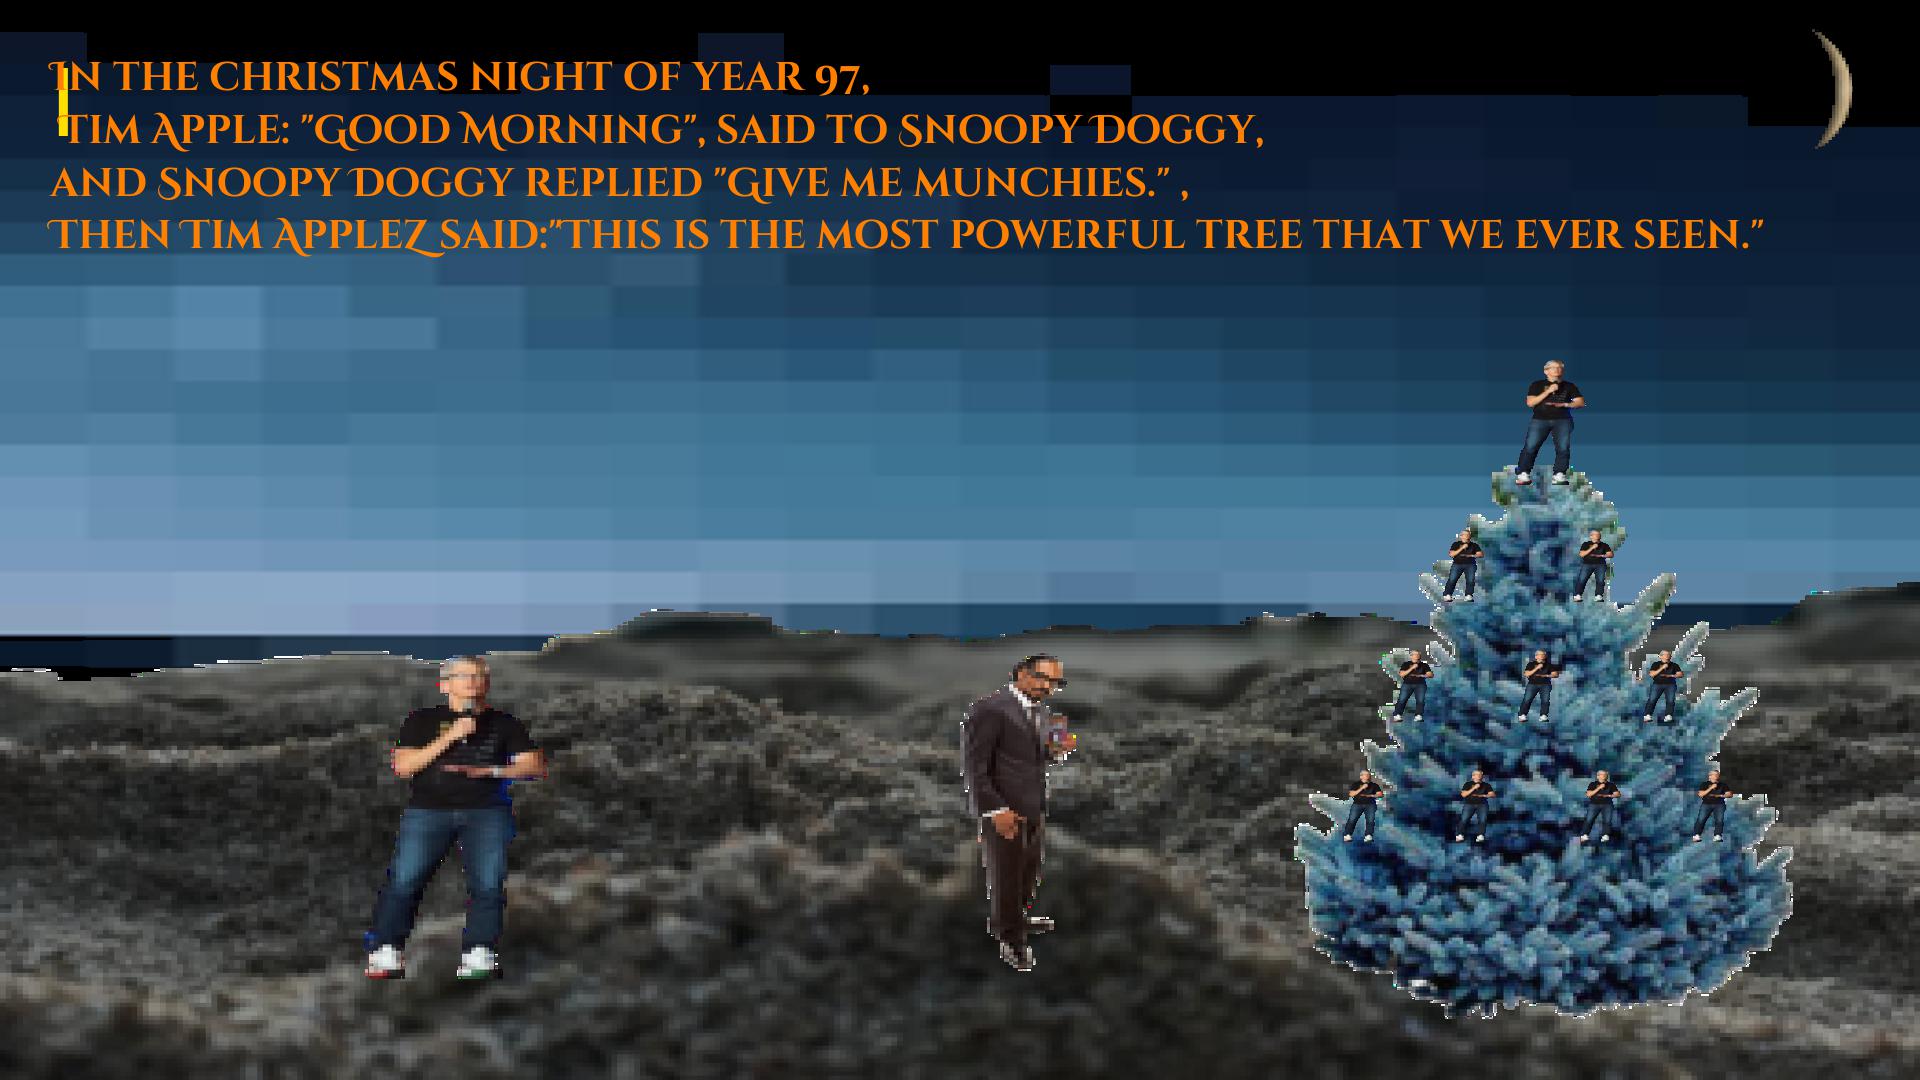 In the christmas night of year 97,
Tim Apple: "Good Morning", said to Snoopy Doggy,
and Snoopy Doggy replied "Give me munchies." ,
Then Tim AppleZ said:"This is the most powerful tree that we ever seen."